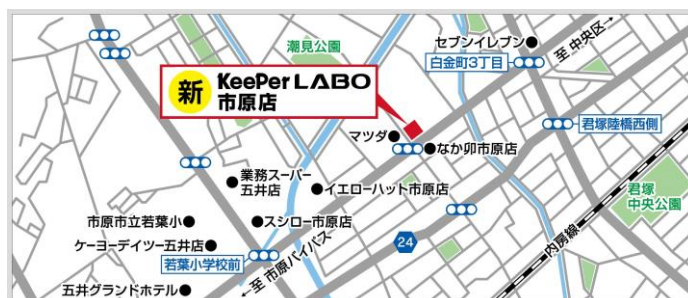 セブンイレブン
至 中央区→
潮見公園
白金町3丁目
新
KeePer LABO
市原店
マツダ
なか卯市原店
君塚陸橋西側
業務スーパー
五井店
イエローハット市原店
君塚
中央公園
市原市立若葉小
スシロー市原店
ケーヨーデイツー五井店
24
内房線
若葉小学校前
←至 市原バイパス
五井グランドホテル